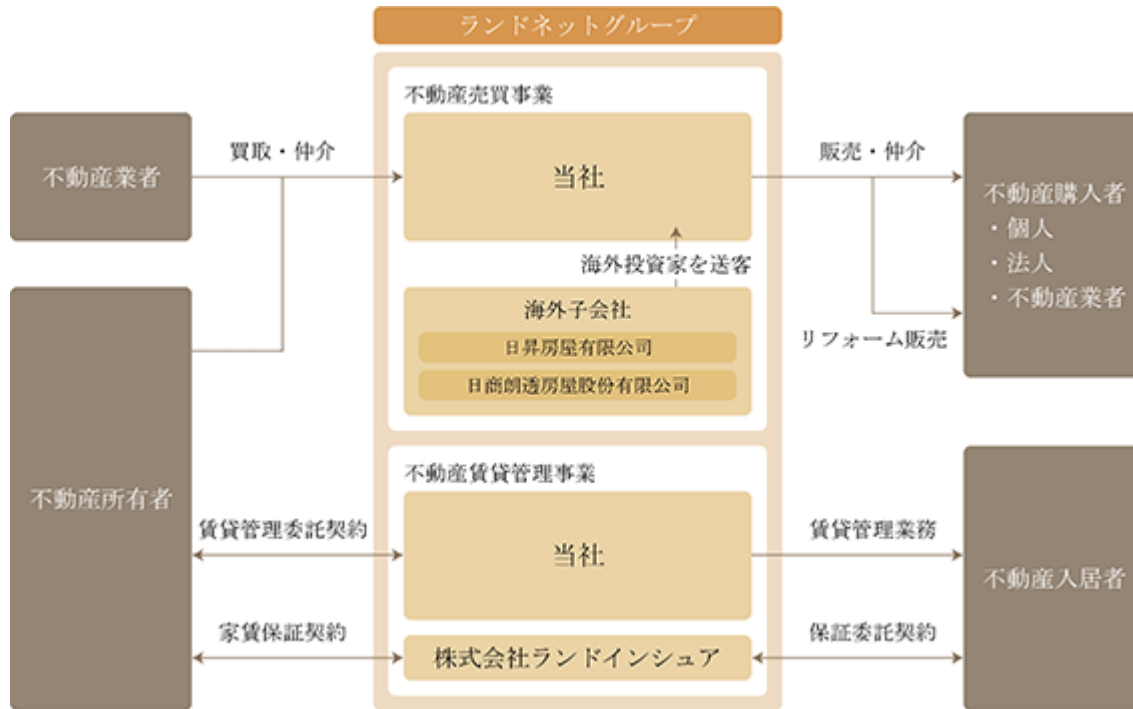 ランドネットグループ
不動産売買事業
不動産業者
買取・仲介
当社
販売・仲介
不動産購入者
・個人
・法人
・不動産業者
海外投資家を送客
海外子会社
日昇房屋有限公司
日商朗透房屋股份有限公司
リフォーム販売
不動産所有者
不動産賃貸管理事業
賃貸管理委託契約
当社
賃貸管理業務
不動産入居者
家賃保証契約
株式会社ランドインシュア
保証委託契約